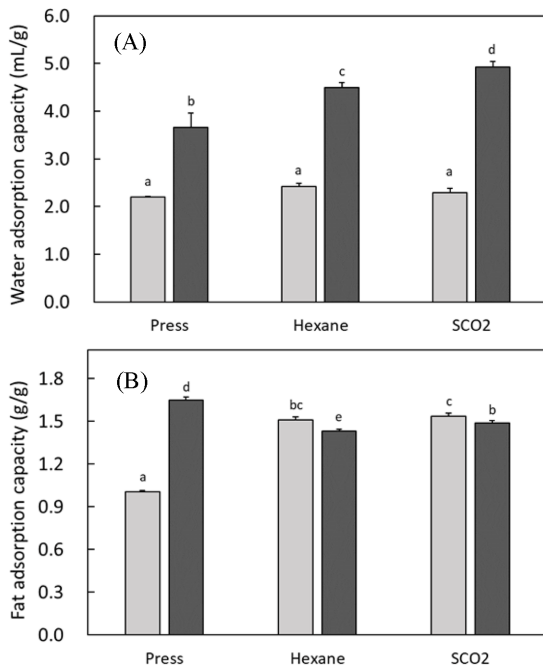 Water adsorption capacity (mL/g)
6.0
5.0
4.0
3.0
2.0
1.0
0.0
(A)
a
b
a
c
a
d
Press
Hexane
SCO2
Fat adsorption capacity (g/g)
1.8
1.5
1.2
0.9
0.6
0.3
0.0
(B)
a
d
bc
e
c
b
Press
Hexane
SCO2